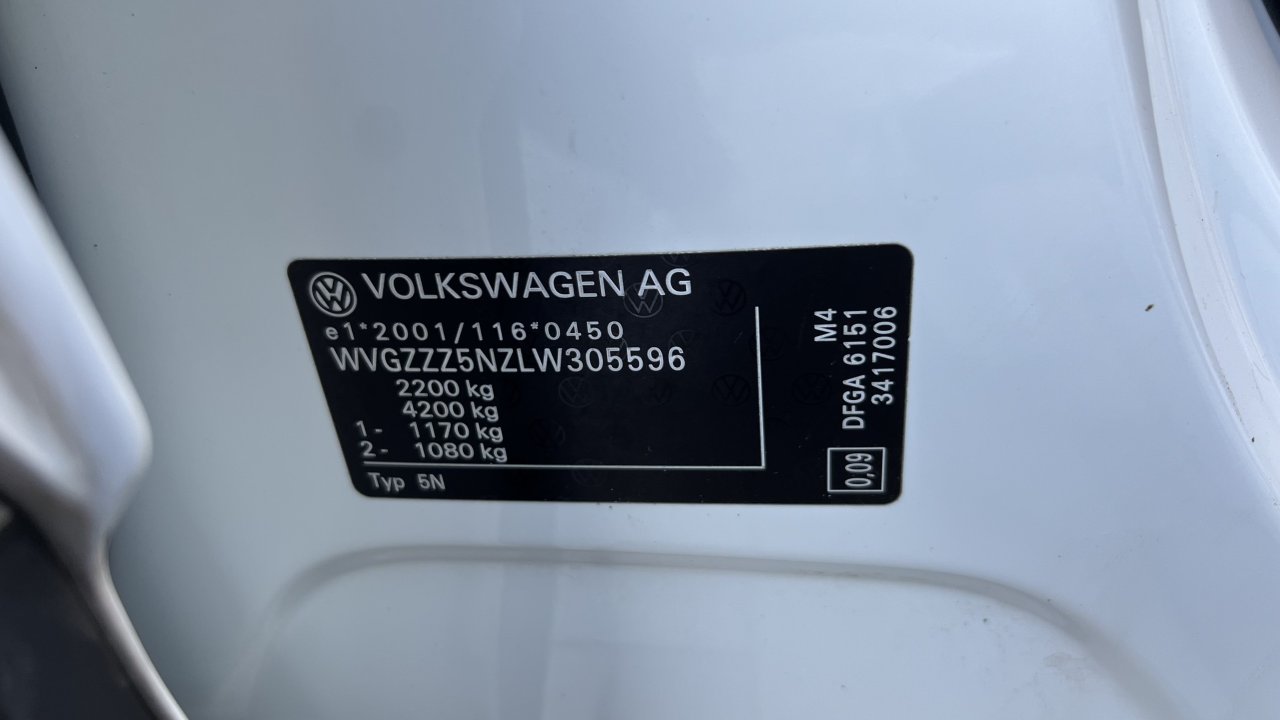 VOLKSWAGEN AG
e1*2001/116*0450
WVGZZZ5NZLW305596
2200 kg
4200 kg
1 - 1170 kg
2 - 1080 kg
Typ 5N
M4
DFGA 6151
3417006
0,09